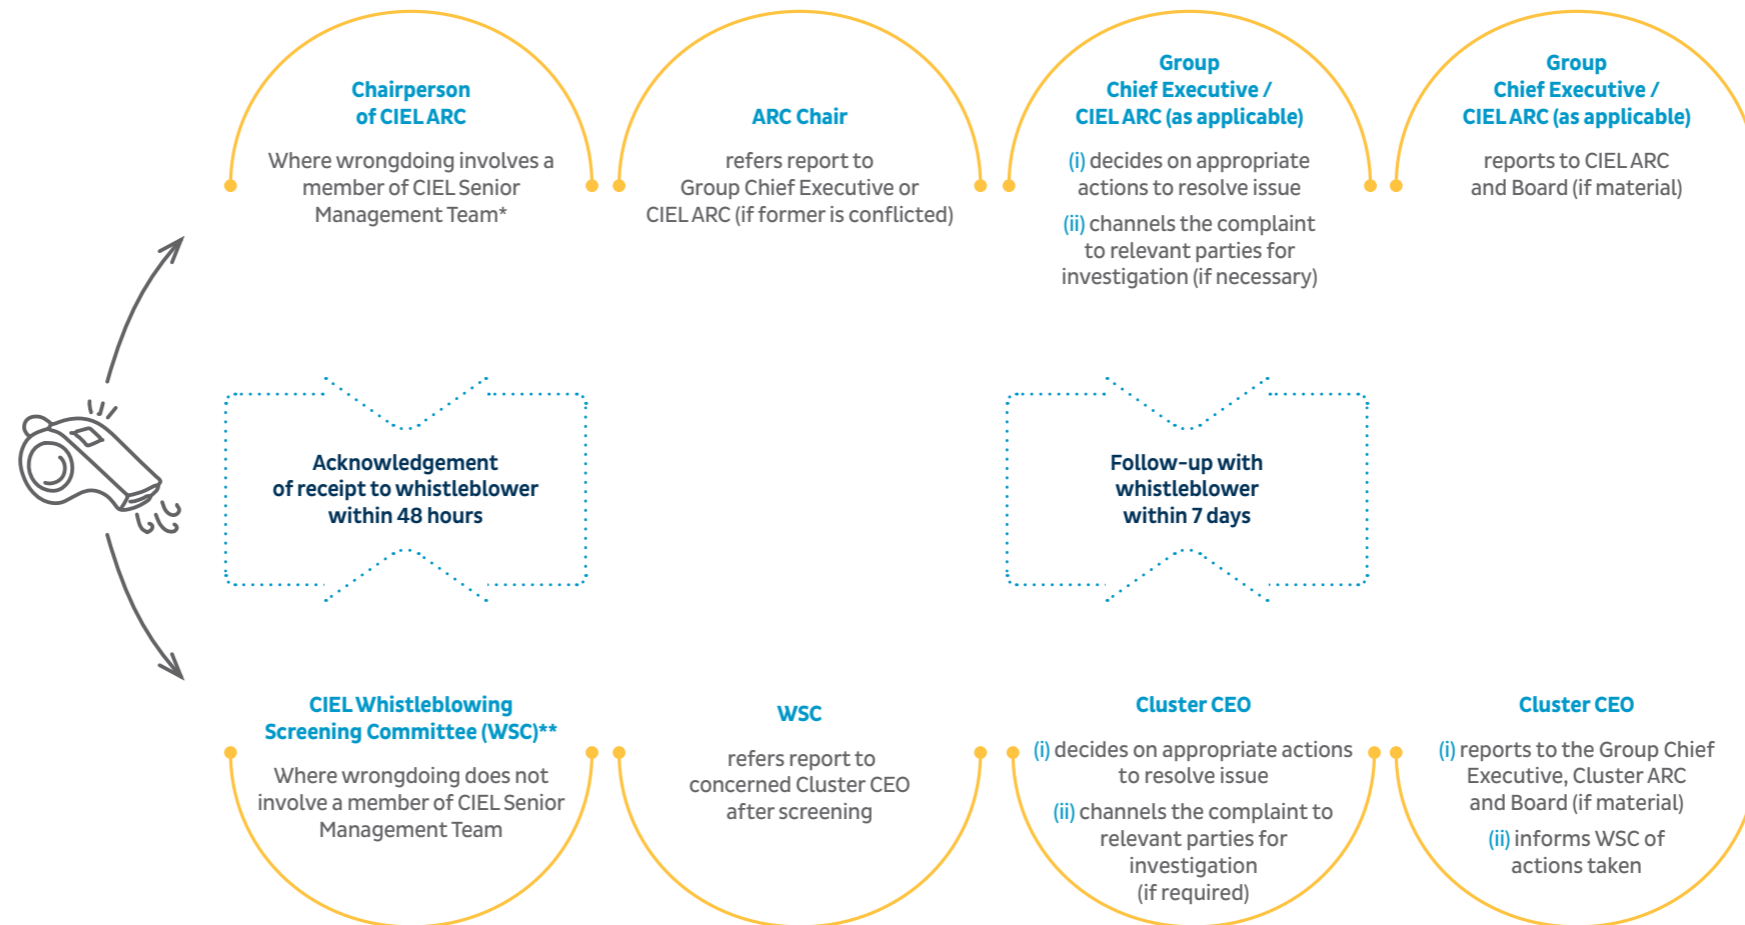 Chairperson
of CIEL ARC
Where wrongdoing involves a
member of CIEL Senior
Management Team*
ARC Chair
refers report to
Group Chief Executive or
CIEL ARC (if former is conflicted)
Group
Chief Executive /
CIEL ARC (as applicable)
(i) decides on appropriate
actions to resolve issue
(ii) channels the complaint
to relevant parties for
investigation (if necessary)
Group
Chief Executive /
CIEL ARC (as applicable)
reports to CIEL ARC
and Board (if material)
Acknowledgement
of receipt to whistleblower
within 48 hours
Follow-up with
whistleblower
within 7 days
CIEL Whistleblowing
Screening Committee (WSC)**
Where wrongdoing does not
involve a member of CIEL Senior
Management Team
WSC
refers report to
concerned Cluster CEO
after screening
Cluster CEO
(i) decides on appropriate actions
to resolve issue
(ii) channels the complaint to
relevant parties for
investigation
(if required)
Cluster CEO
(i) reports to the Group Chief
Executive, Cluster ARC
and Board (if material)
(ii) informs WSC of
actions taken